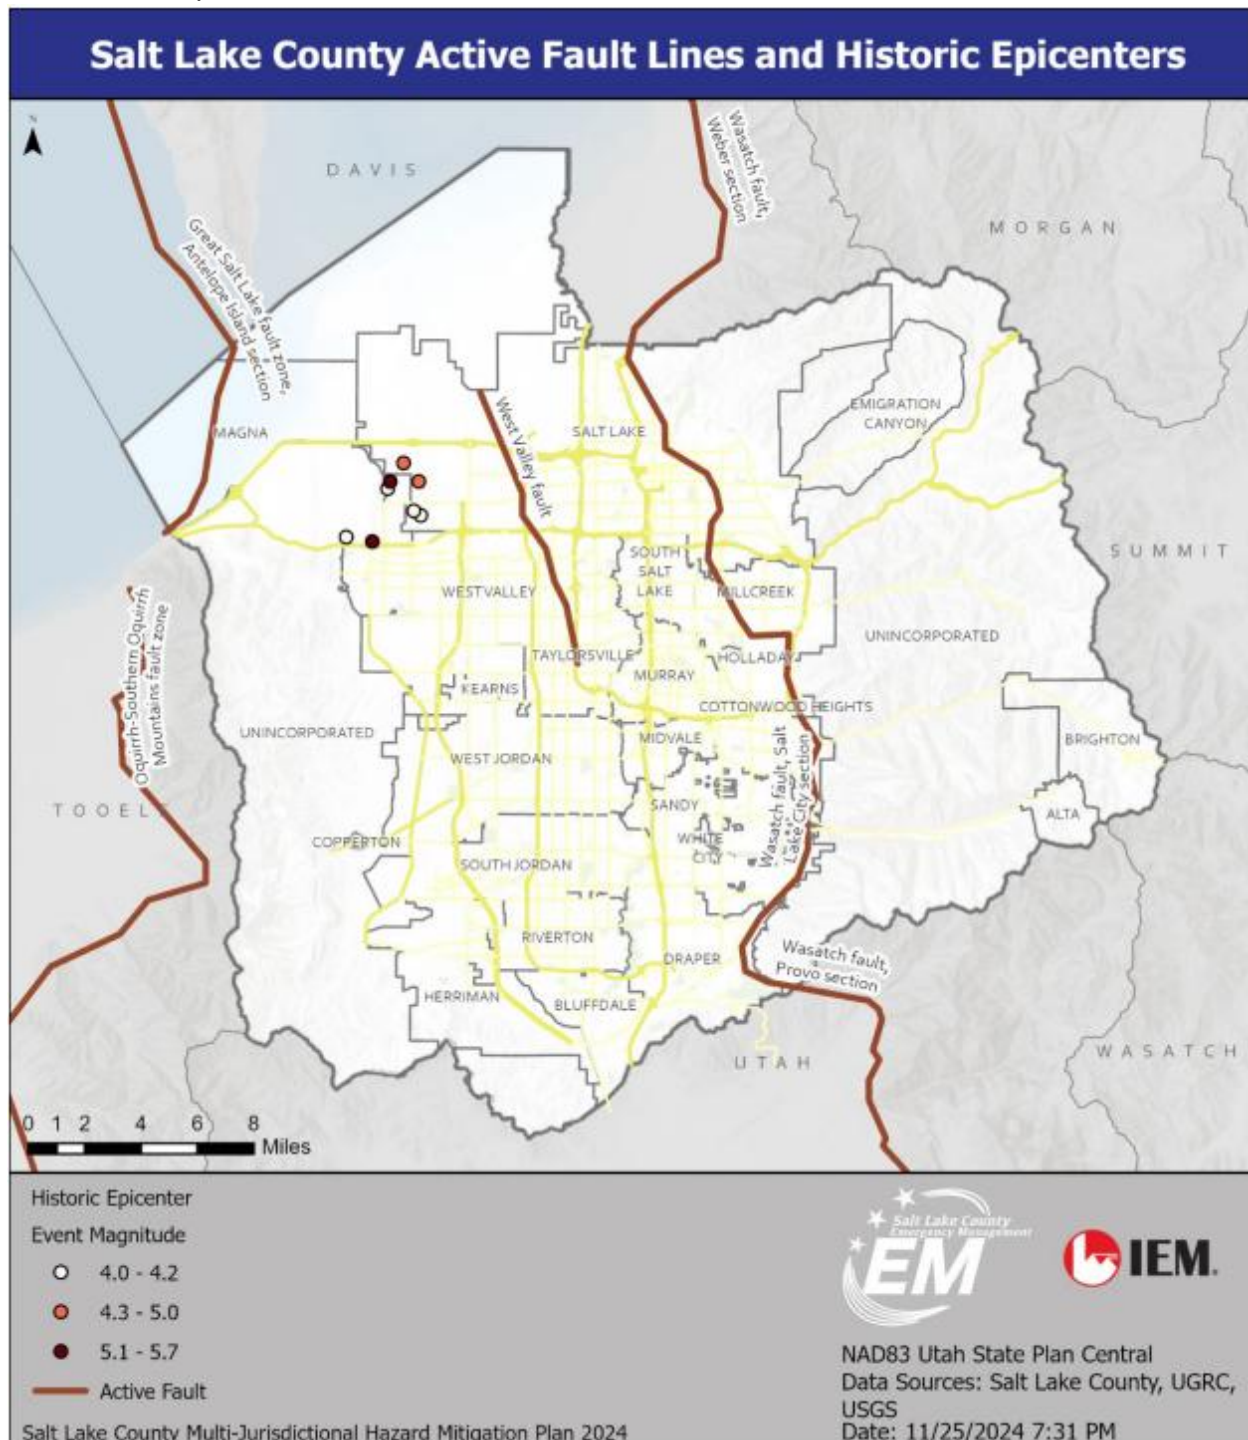 Salt Lake County Active Fault Lines and Historic Epicenters
N
DAVIS
MORGAN
Wasatch fault,
Weber section
Great Salt Lake fault zone,
Antelope Island section
EMIGRATION
CANYON
MAGNA
SALT LAKE
West Valley fault
SUMMIT
SOUTH
SALT
LAKE
WEST VALLEY
MILLCREEK
UNINCORPORATED
Oquirrh-Southern Oquirrh
Mountains fault zone
TAYLORSVILLE
HOLLADAY
MURRAY
KEARNS
COTTONWOOD HEIGHTS
UNINCORPORATED
MIDVALE
BRIGHTON
WEST JORDAN
Wasatch fault, Salt
Lake City section
TOOELE
SANDY
ALTA
COPPERTON
WHITE
CITY
SOUTH JORDAN
RIVERTON
DRAPER
Wasatch fault,
Provo section
HERRIMAN
BLUFFDALE
UTAH
WASATCH
0 1 2 4 6 8
Miles
Historic Epicenter
Event Magnitude
4.0 - 4.2
4.3 - 5.0
5.1 - 5.7
Active Fault
Salt Lake County Multi-Jurisdictional Hazard Mitigation Plan 2024
Salt Lake County
Emergency Management
EM
IEM.
NAD83 Utah State Plan Central
Data Sources: Salt Lake County, UGRC,
USGS
Date: 11/25/2024 7:31 PM